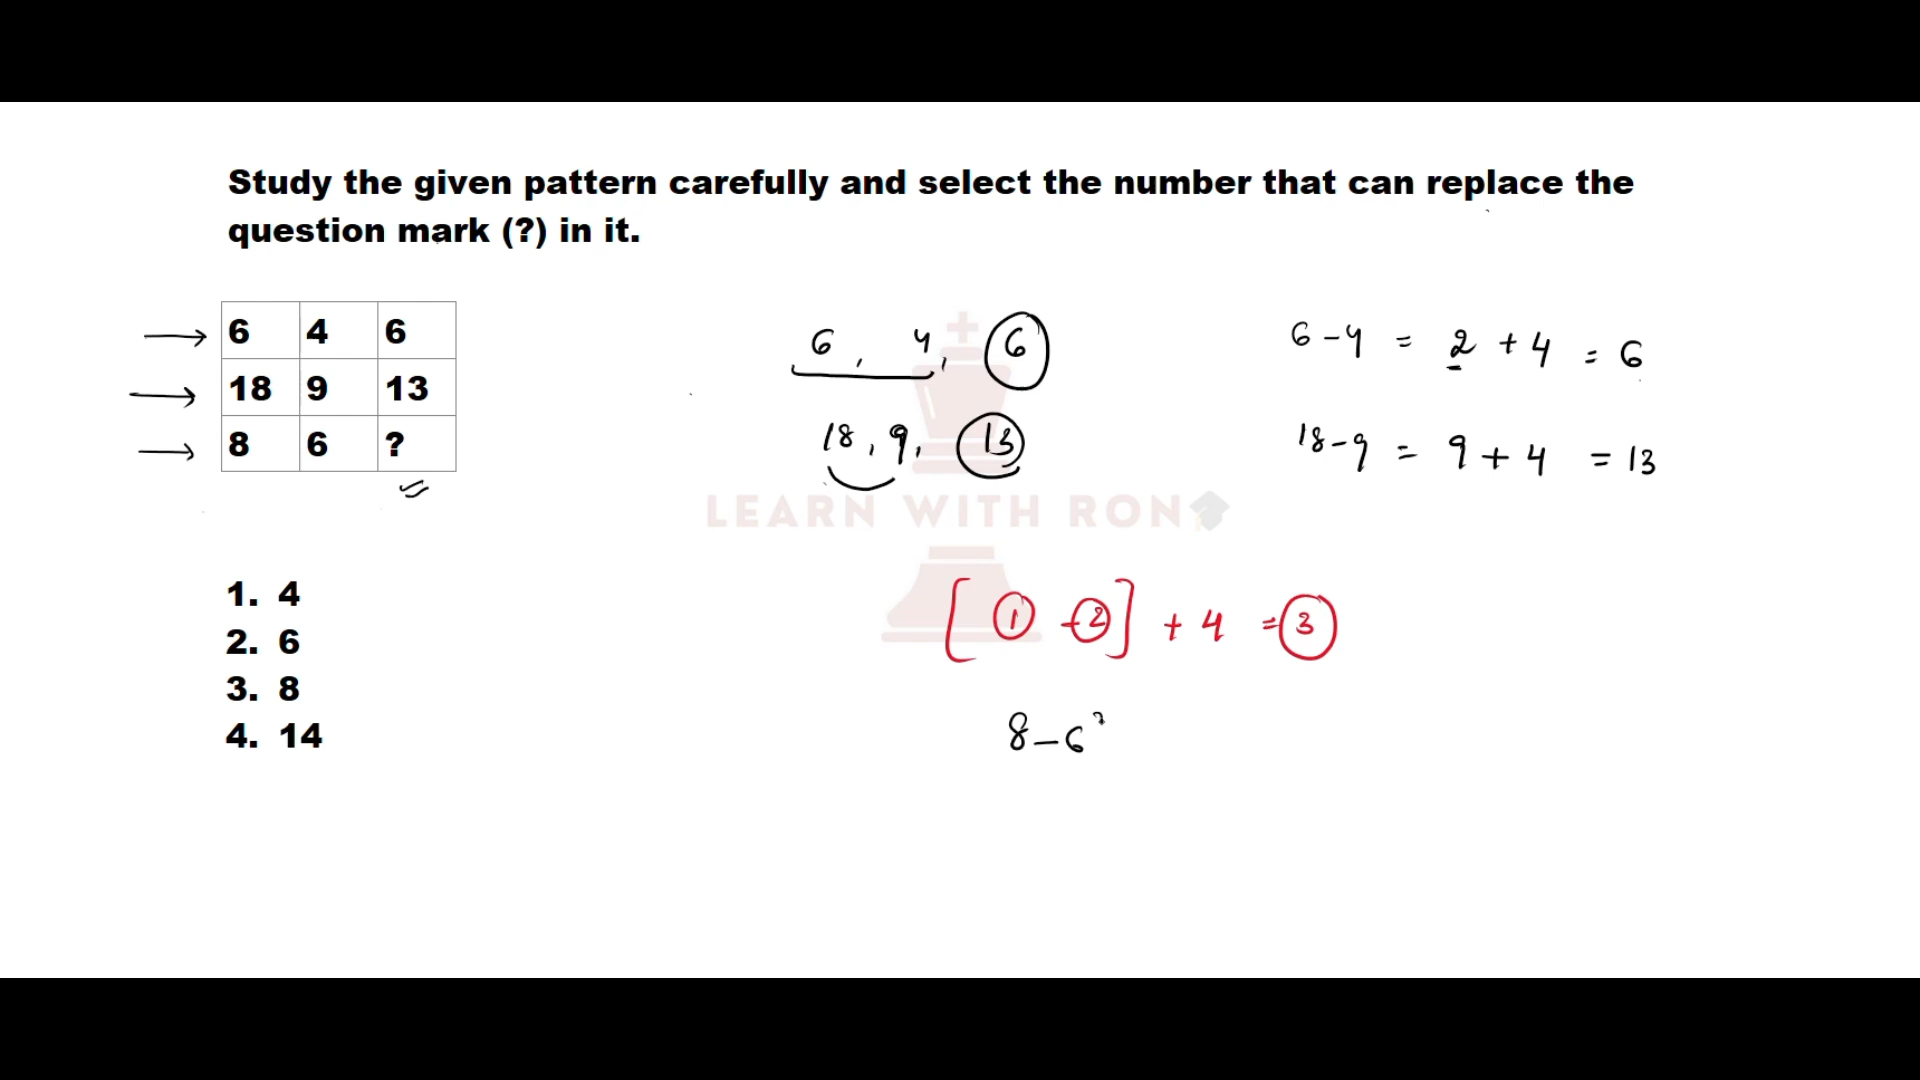 Study the given pattern carefully and select the number that can replace the
question mark (?) in it.
6 4 6
18 9 13
8 6 ?
1. 4
2. 6
3. 8
4. 14
6, 4, 6
18, 9, 13
6-4 = 2 + 4 = 6
18-9 = 9 + 4 = 13
LEARN WITH RON
[1 - 2] + 4 = 3
8-6